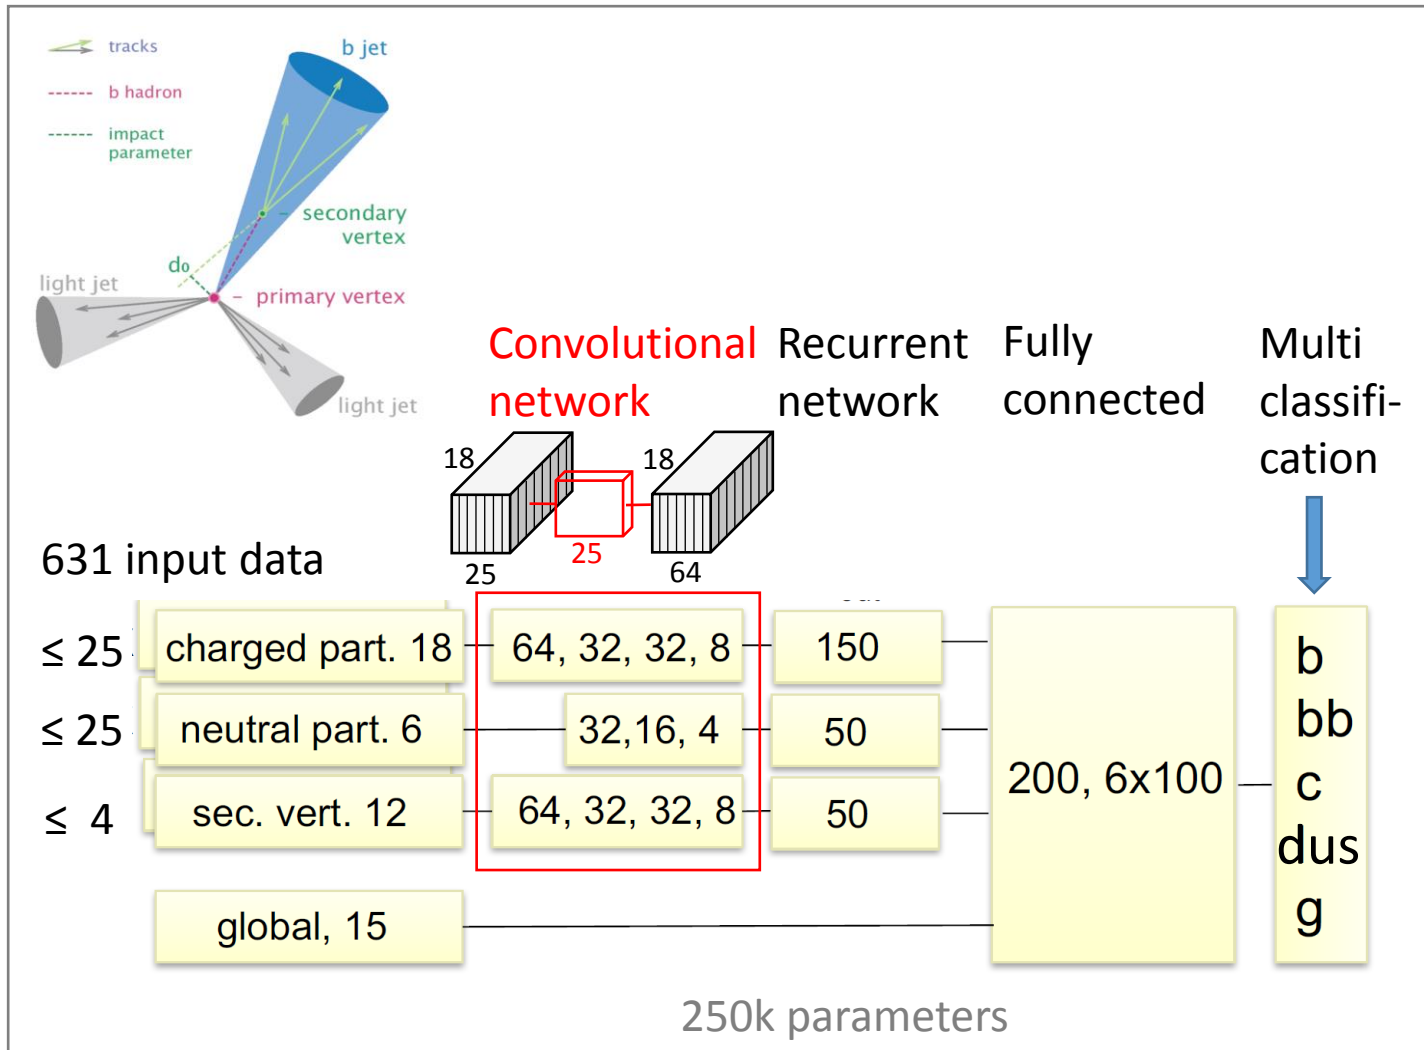 tracks
b hadron
impact
parameter
b jet
secondary
vertex
d₀
light jet
primary vertex
light jet
Convolutional
network
Recurrent
network
Fully
connected
Multi
classifi-
cation
18
18
25
25
64
631 input data
≤ 25
charged part. 18
64, 32, 32, 8
150
≤ 25
neutral part. 6
32,16, 4
50
≤ 4
sec. vert. 12
64, 32, 32, 8
50
global, 15
200, 6x100
b
bb
c
dus
g
250k parameters